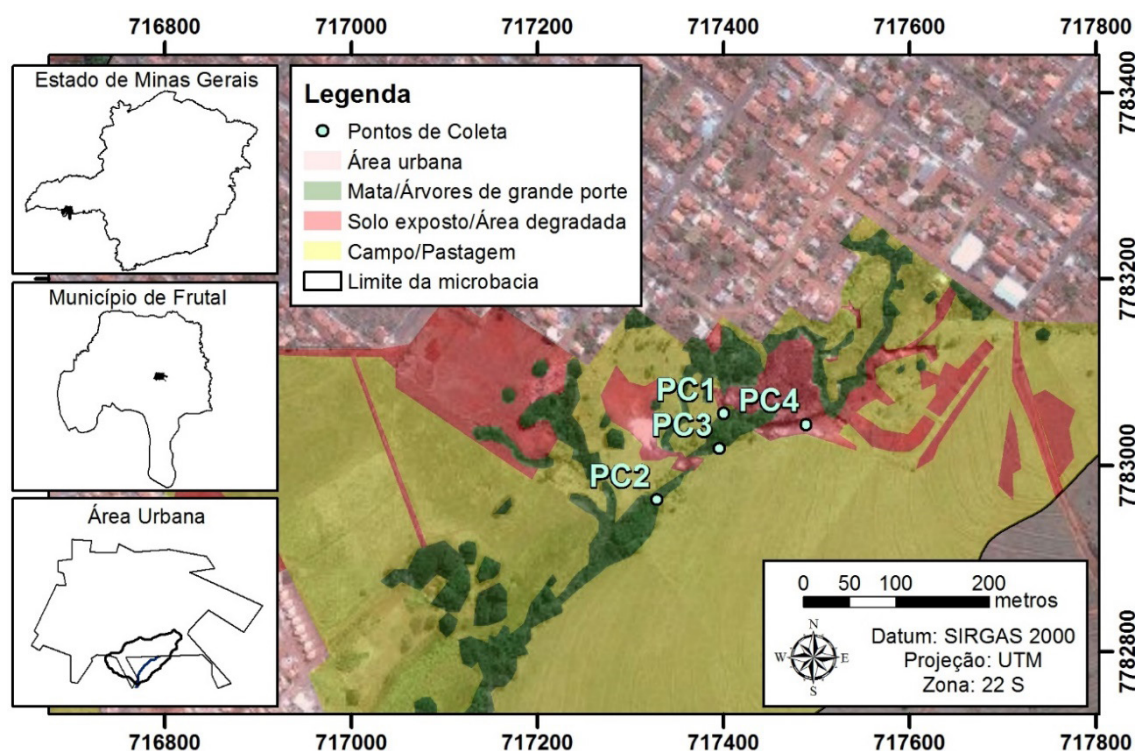 716800 717000 717200 717400 717600 717800
Estado de Minas Gerais
Município de Frutal
Área Urbana
Legenda
Pontos de Coleta
Área urbana
Mata/Árvores de grande porte
Solo exposto/Área degradada
Campo/Pastagem
Limite da microbacia
PC1
PC4
PC3
PC2
7783400
7783200
7783000
7782800
0 50 100 200
metros
N
W E
S
Datum: SIRGAS 2000
Projeção: UTM
Zona: 22 S
716800 717000 717200 717400 717600 717800